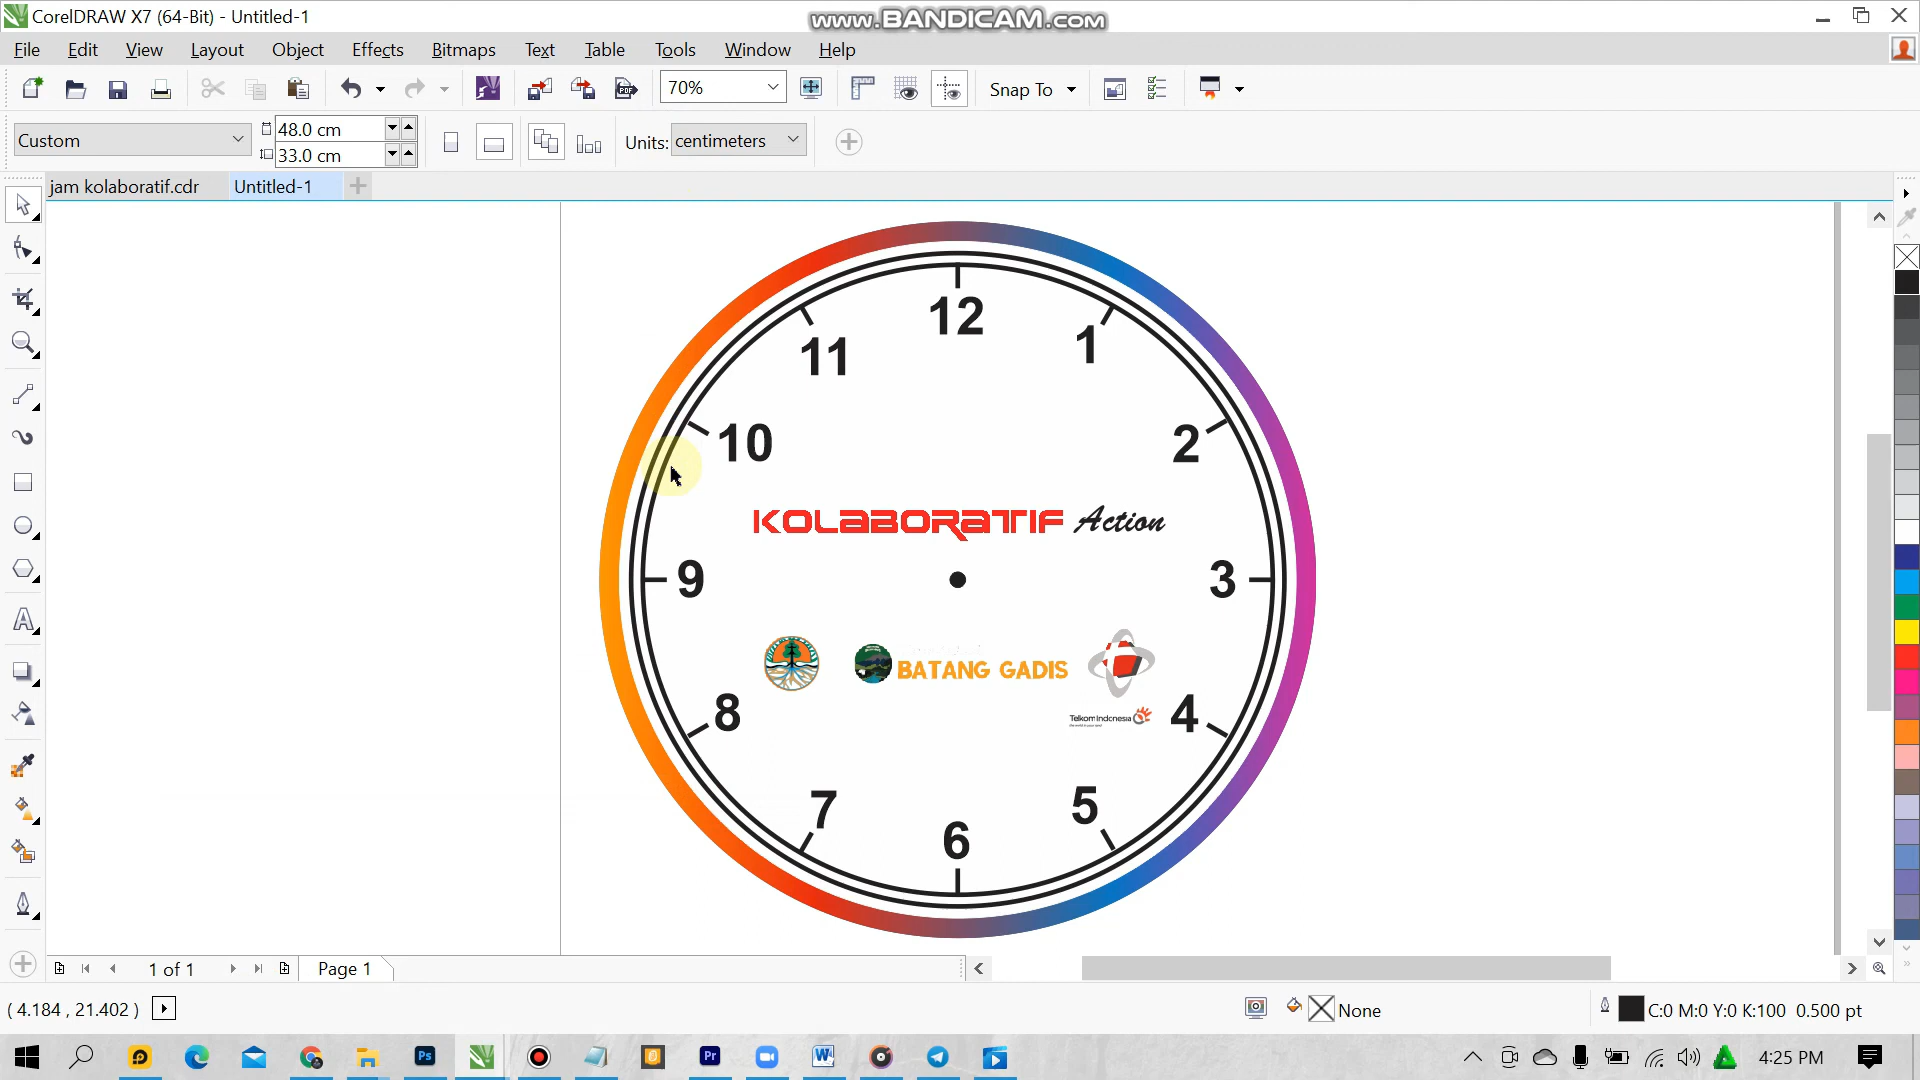 CorelDRAW X7 (64-Bit) - Untitled-1
www.BANDICAM.com
File Edit View Layout Object Effects Bitmaps Text Table Tools Window Help
70%
Snap To
Custom
48.0 cm
33.0 cm
Units: centimeters
jam kolaboratif.cdr
Untitled-1
12
11
1
10
2
KOLABORATIF Action
9
3
BATANG GADIS
Telkom Indonesia
8
4
7
5
6
1 of 1
Page 1
( 4.184 , 21.402 )
None
C:0 M:0 Y:0 K:100 0.500 pt
Ps
Pr
W
4:25 PM